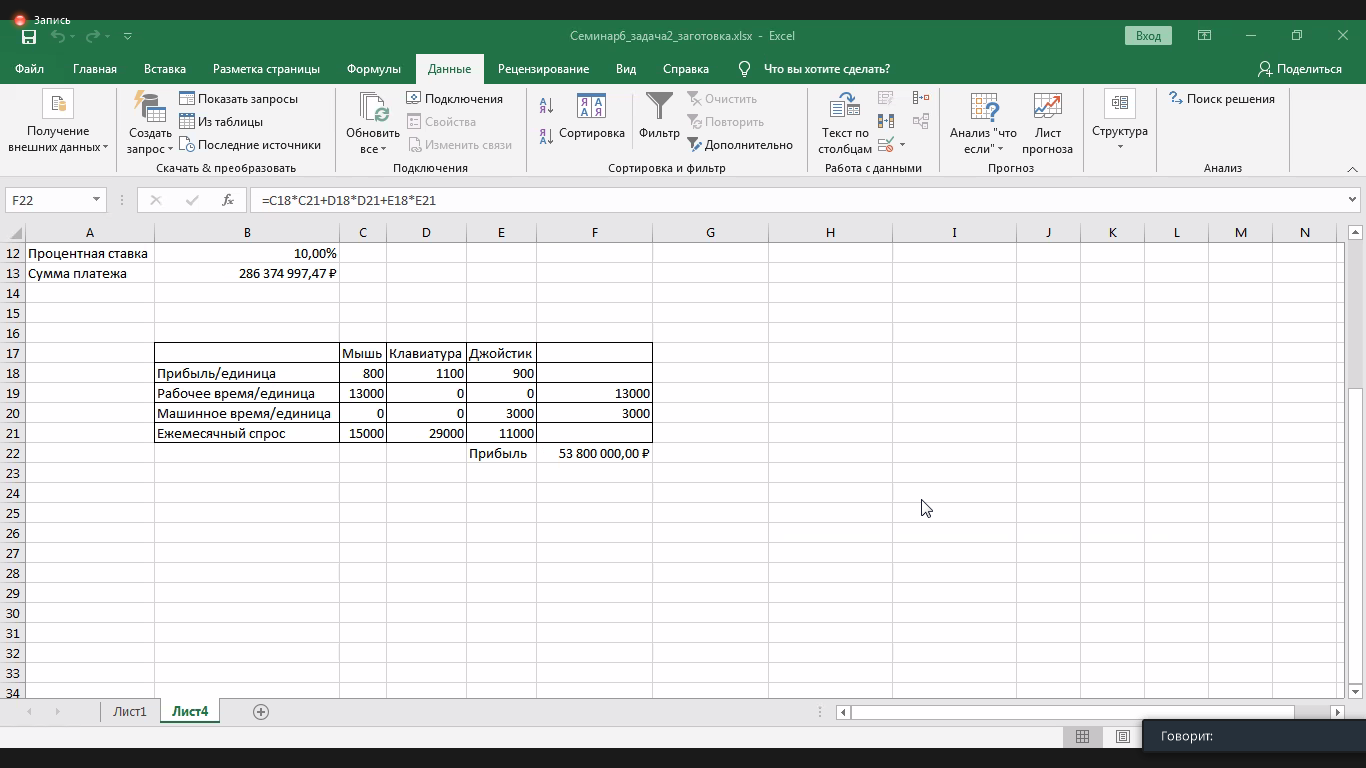 Запись
Семинар6_задача2_заготовка.xlsx - Excel
Вход
Файл Главная Вставка Разметка страницы Формулы Данные Рецензирование Вид Справка Что вы хотите сделать? Поделиться
Получение внешних данных
Создать запрос
Показать запросы
Из таблицы
Последние источники
Скачать & преобразовать
Обновить все
Подключения
Свойства
Изменить связи
Подключения
Сортировка
Фильтр
Очистить
Повторить
Дополнительно
Сортировка и фильтр
Текст по столбцам
Работа с данными
Анализ "что если"
Лист прогноза
Прогноз
Структура
Поиск решения
Анализ
F22 fx =C18*C21+D18*D21+E18*E21
A B C D E F G H I J K L M N
12 Процентная ставка 10,00%
13 Сумма платежа 286 374 997,47 ₽
14
15
16
17 Мышь Клавиатура Джойстик
18 Прибыль/единица 800 1100 900
19 Рабочее время/единица 13000 0 0 13000
20 Машинное время/единица 0 0 3000 3000
21 Ежемесячный спрос 15000 29000 11000
22 Прибыль 53 800 000,00 ₽
23
24
25
26
27
28
29
30
31
32
33
34
Лист1 Лист4
Говорит: